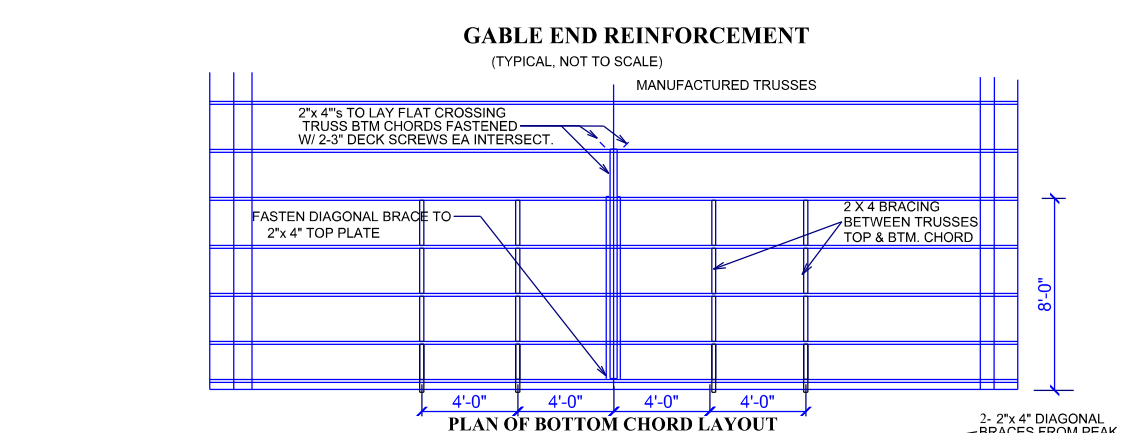 GABLE END REINFORCEMENT
(TYPICAL, NOT TO SCALE)
MANUFACTURED TRUSSES
2"x 4"'s TO LAY FLAT CROSSING
TRUSS BTM CHORDS FASTENED
W/ 2-3" DECK SCREWS EA INTERSECT.
FASTEN DIAGONAL BRACE TO
2"x 4" TOP PLATE
2 X 4 BRACING
BETWEEN TRUSSES
TOP & BTM. CHORD
8'-0"
4'-0"
4'-0"
4'-0"
4'-0"
PLAN OF BOTTOM CHORD LAYOUT
2- 2"x 4" DIAGONAL
BRACES FROM PEAK